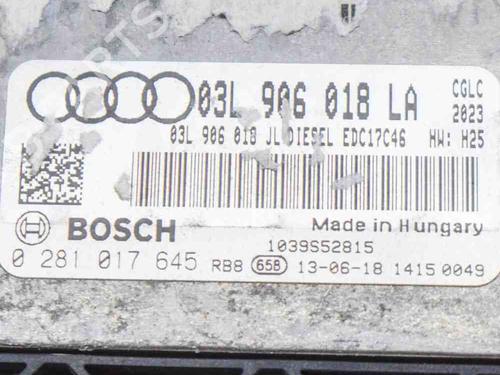 03L 906 018 LA CGLC
2023
03L 906 018 JL DIESEL EDC17C46 HW: H25
BOSCH Made in Hungary
1039S52815
0 281 017 645 RB8 65B 13-06-18 1415 0049